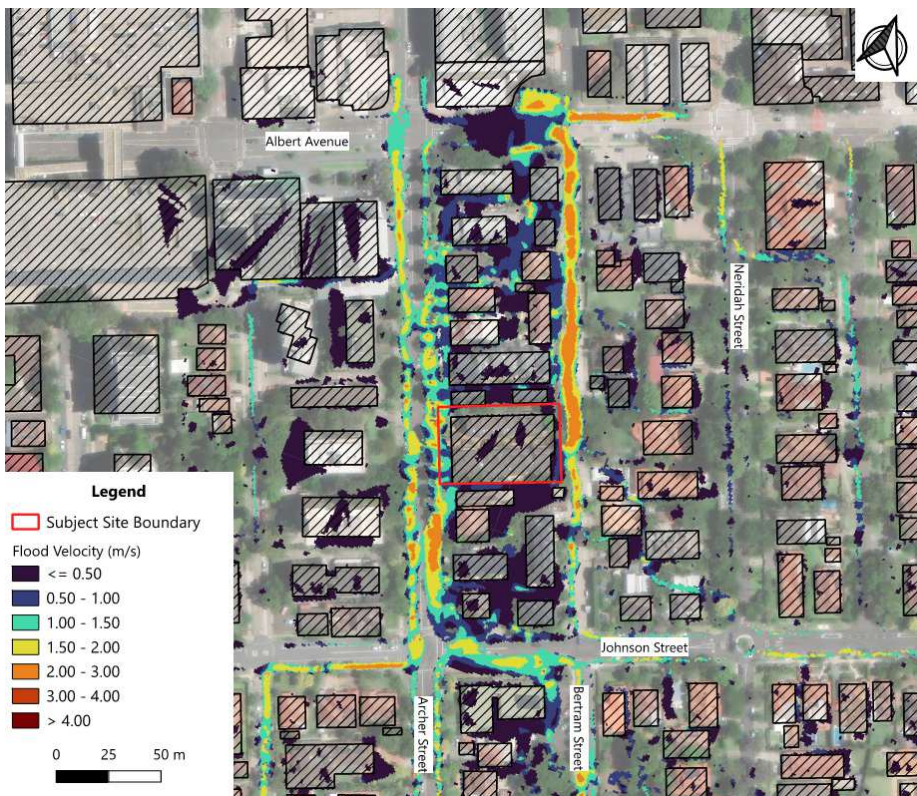 Albert Avenue
Neridah Street
Legend
Subject Site Boundary
Flood Velocity (m/s)
<= 0.50
0.50 - 1.00
1.00 - 1.50
1.50 - 2.00
2.00 - 3.00
3.00 - 4.00
> 4.00
0 25 50 m
Johnson Street
Archer Street
Bertram Street